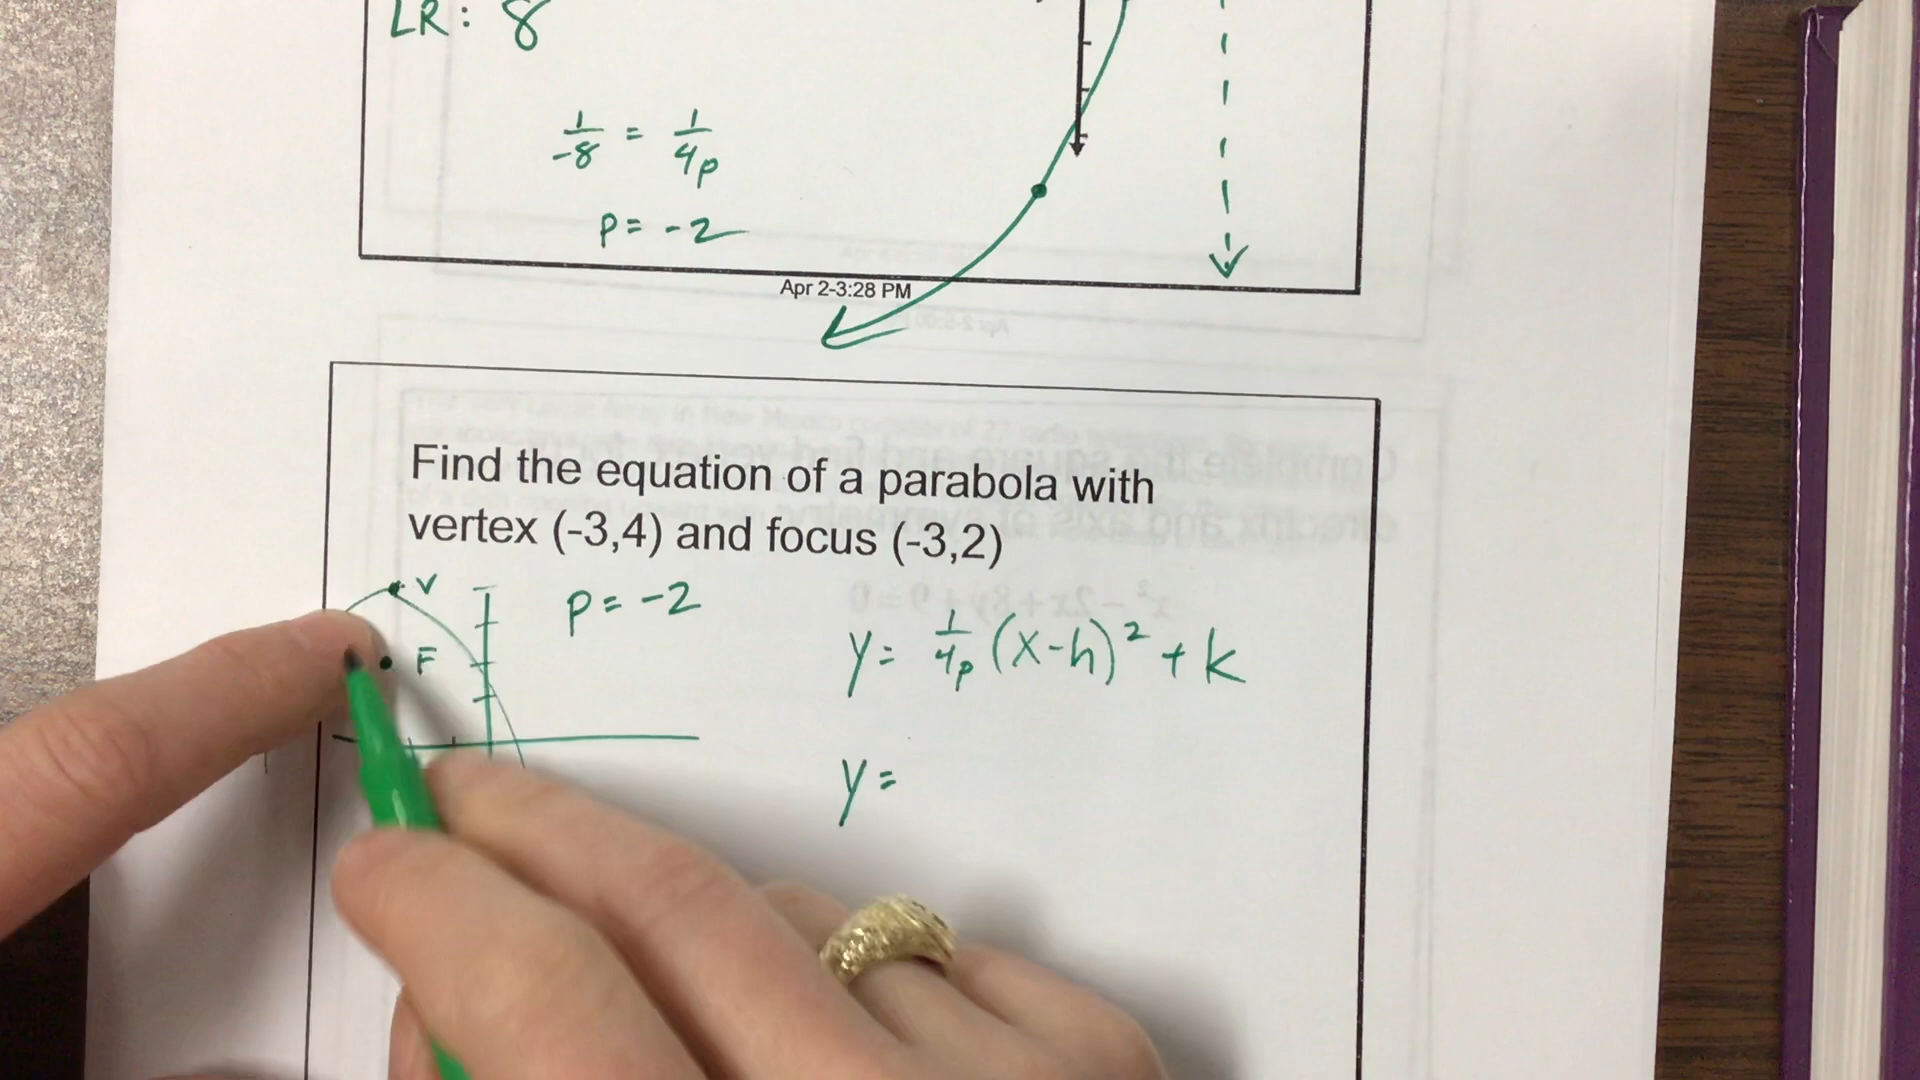 LR: 8
1/-8 = 1/4p
p = -2
Apr 2-3:28 PM
Find the equation of a parabola with
vertex (-3,4) and focus (-3,2)
V
F
p = -2
y = 1/4p (x-h)² + k
y =